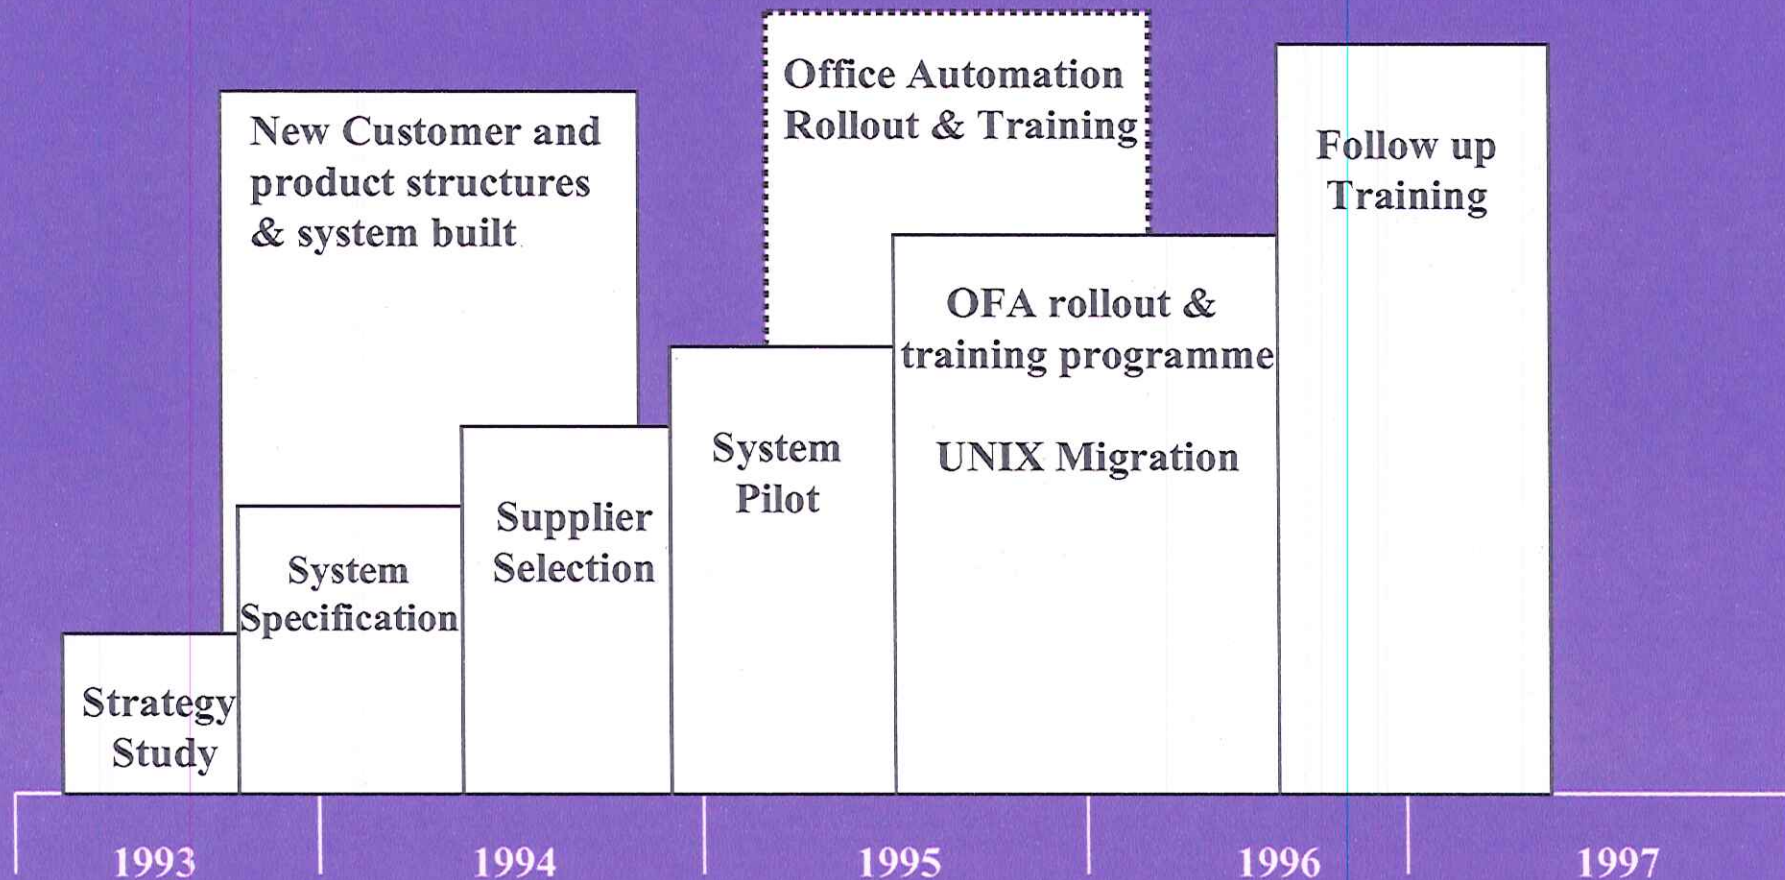 New Customer and
product structures
& system built
Office Automation
Rollout & Training
Follow up
Training
OFA rollout &
training programme
UNIX Migration
System
Pilot
Supplier
Selection
System
Specification
Strategy
Study
1993
1994
1995
1996
1997